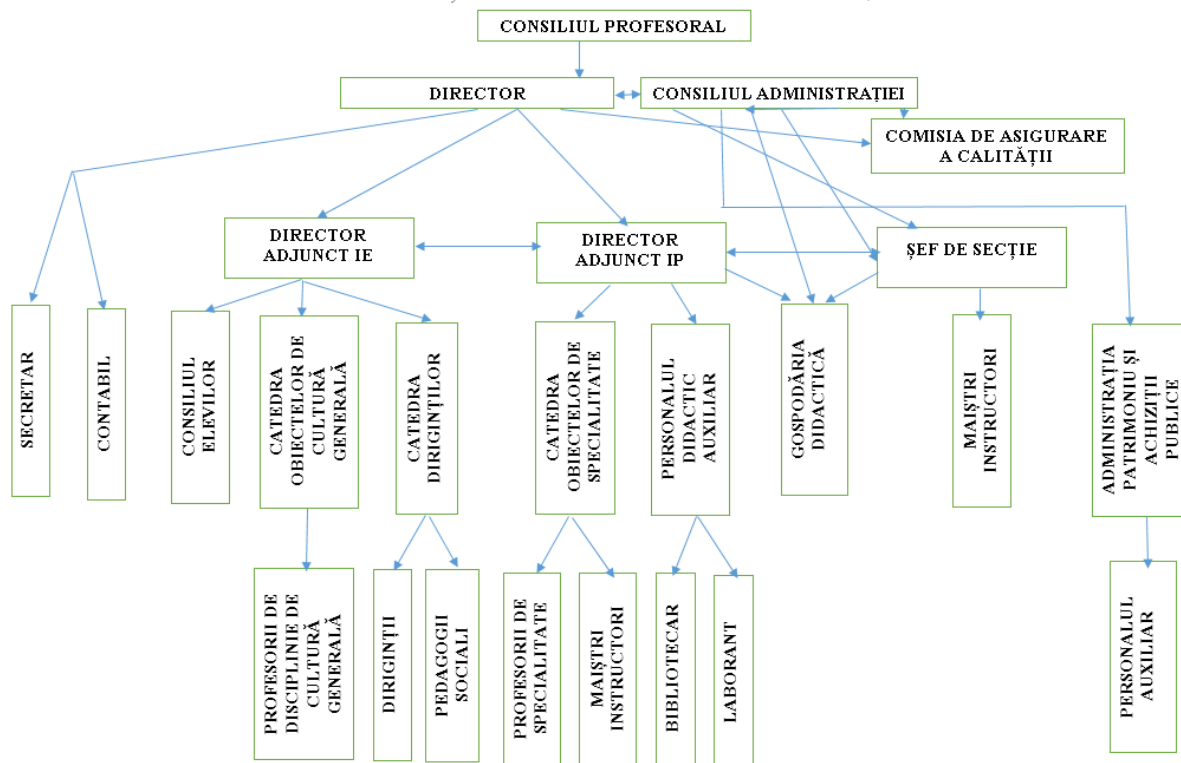 CONSILIUL PROFESORAL
DIRECTOR
CONSILIUL ADMINISTRAȚIEI
COMISIA DE ASIGURARE
A CALITĂȚII
DIRECTOR
ADJUNCT IE
DIRECTOR
ADJUNCT IP
ȘEF DE SECȚIE
SECRETAR
CONTABIL
CONSILIUL
ELEVILOR
CATEDRA
OBIECTELOR DE
CULTURĂ
GENERALĂ
CATEDRA
DIRIGINȚILOR
CATEDRA
OBIECTELOR DE
SPECIALITATE
PERSONALUL
DIDACTIC
AUXILIAR
GOSPODĂRIA
DIDACTICĂ
MAIȘTRI
INSTRUCTORI
ADMINISTRAȚIA
PATRIMONIU ȘI
ACHIZIȚII
PUBLICE
PROFESORII DE
DISCIPLINIE DE
CULTURĂ
GENERALĂ
DIRIGINȚII
PEDAGOGII
SOCIALI
PROFESORII DE
SPECIALITATE
MAIȘTRI
INSTRUCTORI
BIBLIOTECAR
LABORANT
PERSONALUL
AUXILIAR